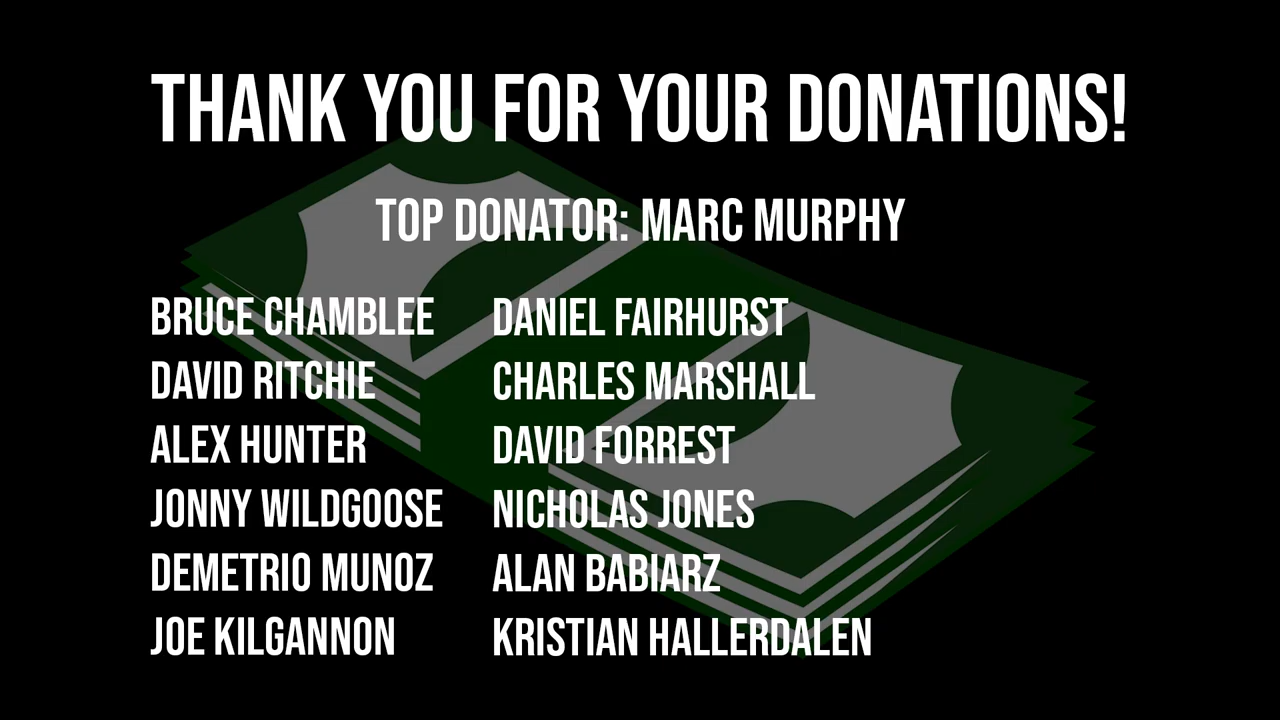 THANK YOU FOR YOUR DONATIONS!
TOP DONATOR: MARC MURPHY
BRUCE CHAMBLEE
DAVID RITCHIE
ALEX HUNTER
JONNY WILDGOOSE
DEMETRIO MUNOZ
JOE KILGANNON
DANIEL FAIRHURST
CHARLES MARSHALL
DAVID FORREST
NICHOLAS JONES
ALAN BABIARZ
KRISTIAN HALLERDALEN